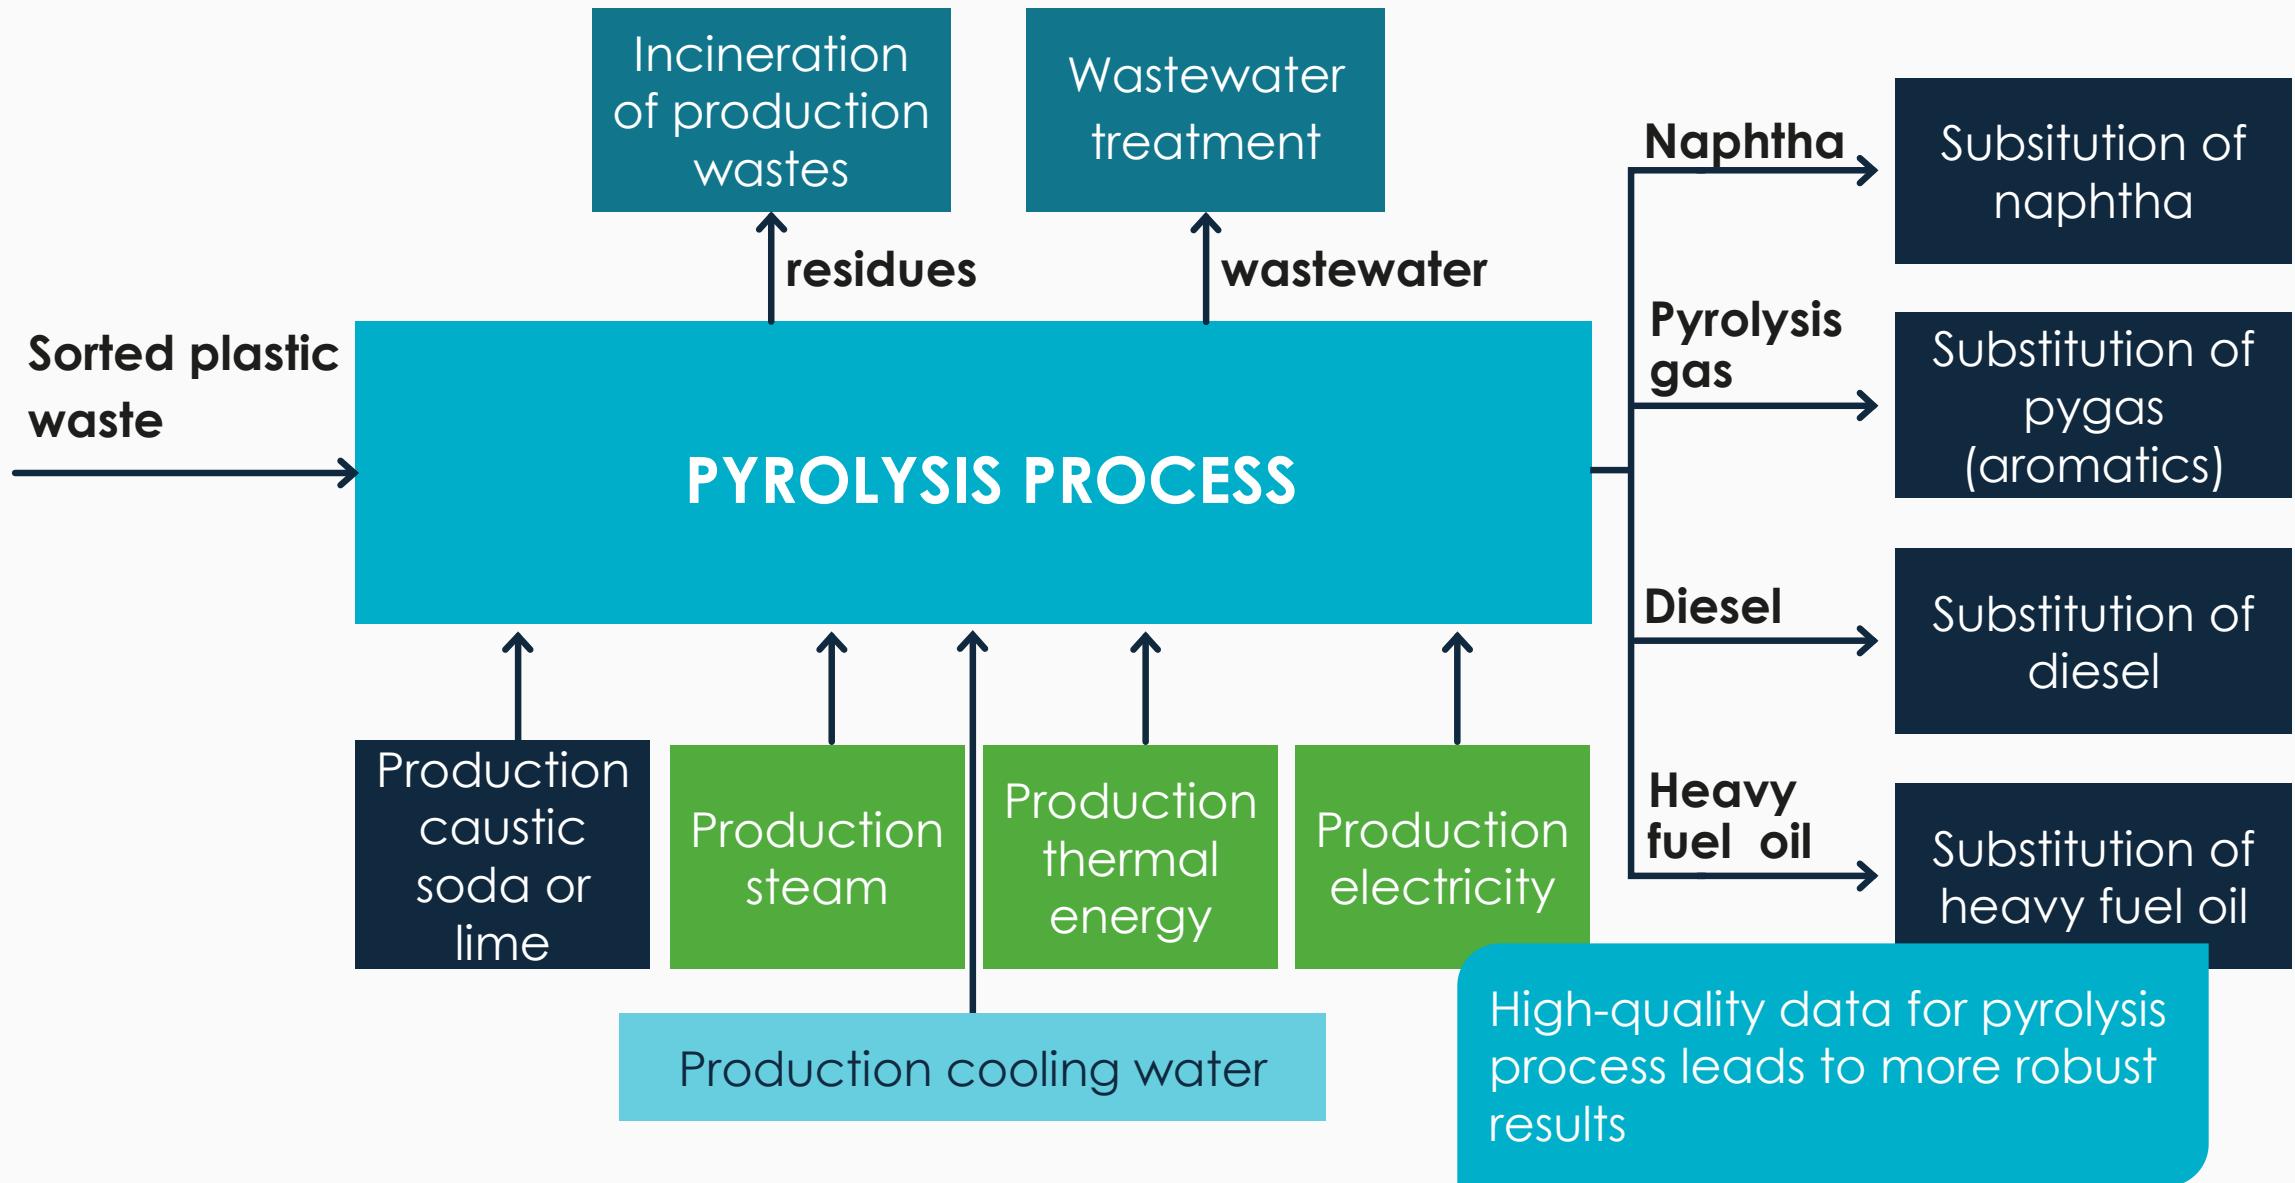 Incineration
of production
wastes
Wastewater
treatment
Naphtha
Subsitution of
naphtha
residues
wastewater
Sorted plastic
waste
Pyrolysis
gas
Substitution of
pygas
(aromatics)
PYROLYSIS PROCESS
Diesel
Substitution of
diesel
Production
caustic
soda or
lime
Production
steam
Production
thermal
energy
Production
electricity
Heavy
fuel oil
Substitution of
heavy fuel oil
Production cooling water
High-quality data for pyrolysis
process leads to more robust
results